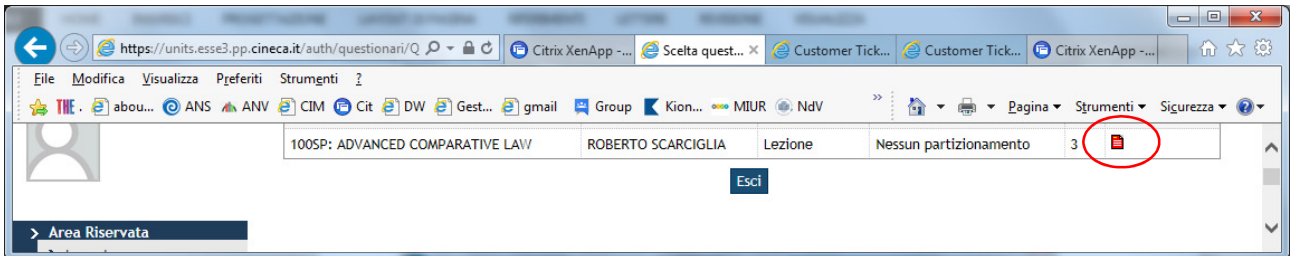 https://units.esse3.pp.cineca.it/auth/questionari/Q
Citrix XenApp -...
Scelta quest...
Customer Tick...
Customer Tick...
Citrix XenApp -...
File Modifica Visualizza Preferiti Strumenti ?
THE . abou... ANS ANV CIM Cit DW Gest... gmail Group Kion... MIUR NdV » Pagina Strumenti Sicurezza
100SP: ADVANCED COMPARATIVE LAW ROBERTO SCARCIGLIA Lezione Nessun partizionamento 3
Esci
Area Riservata